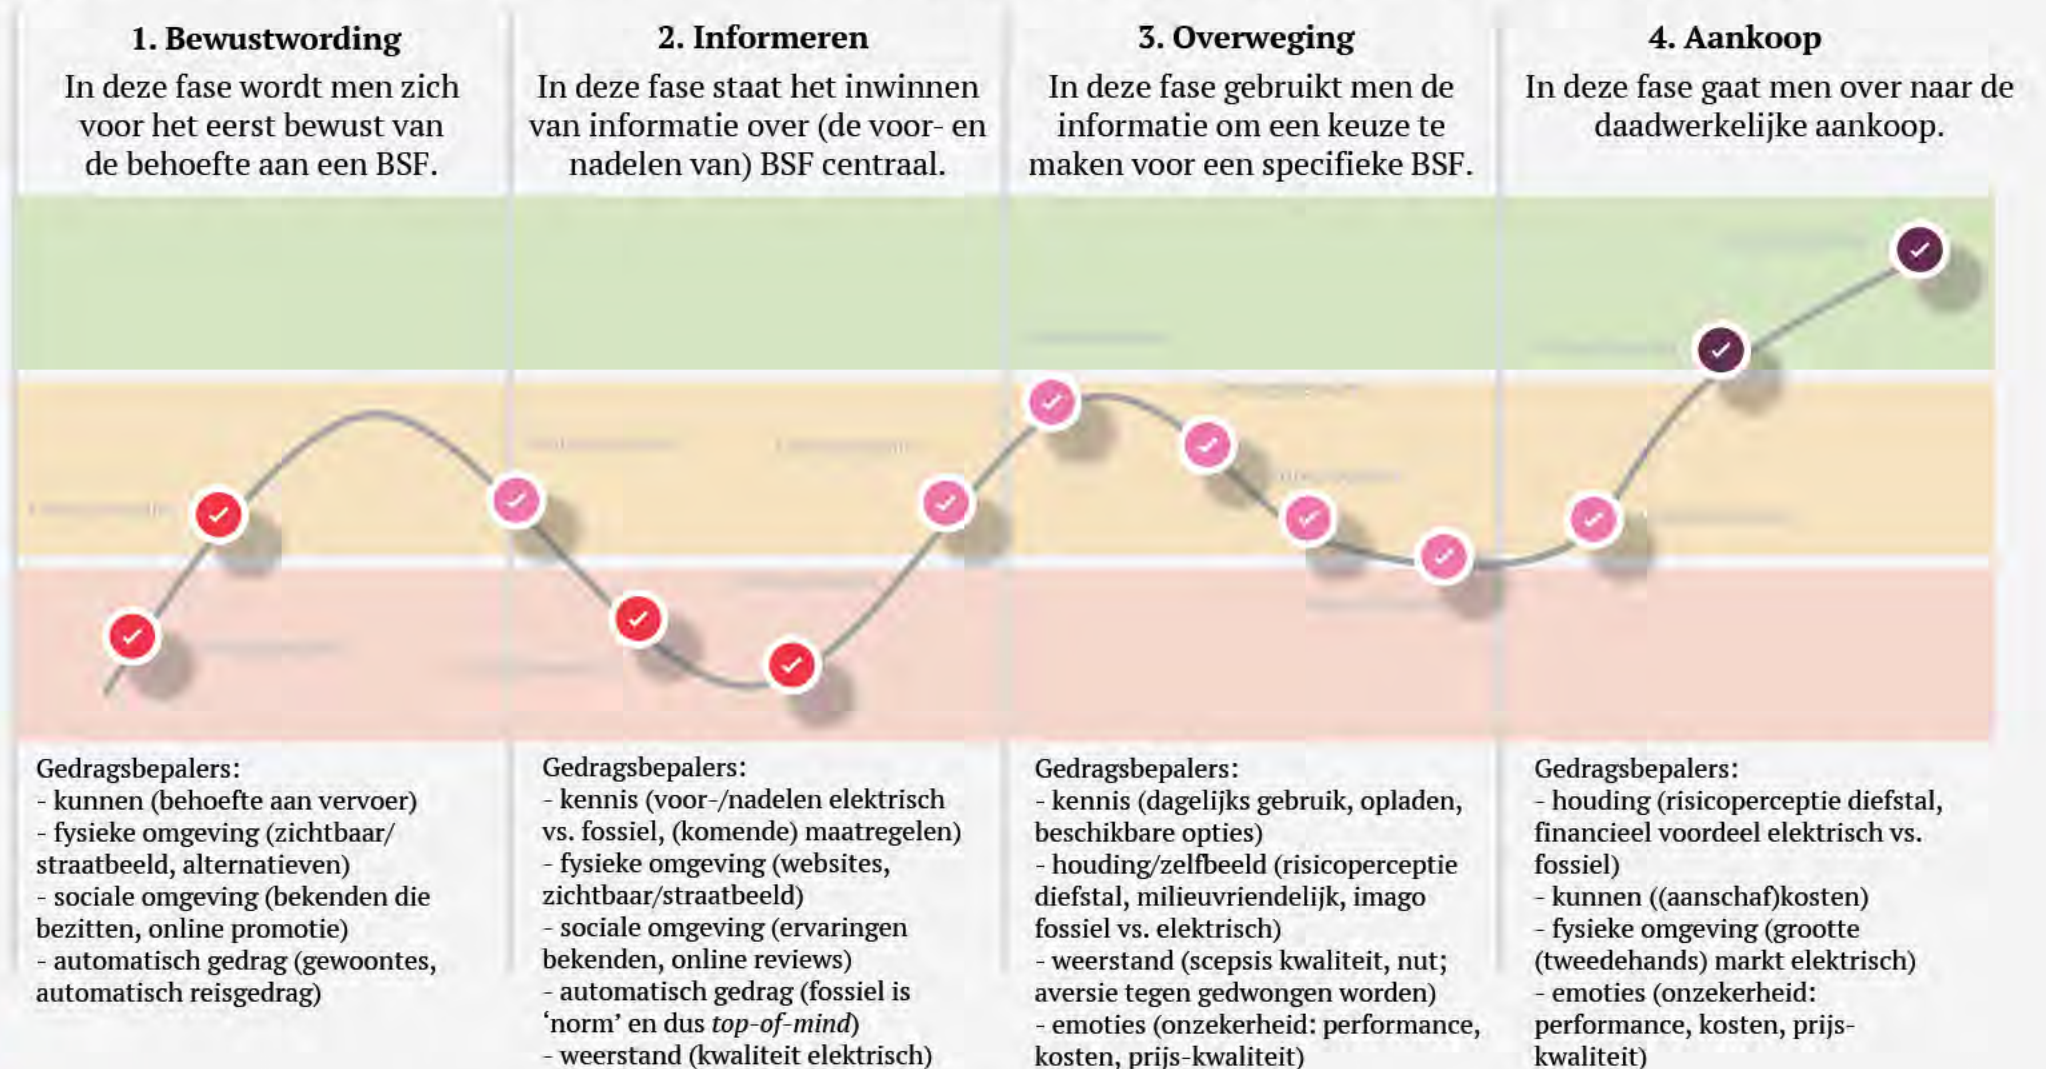 1. Bewustwording
In deze fase wordt men zich
voor het eerst bewust van
de behoefte aan een BSF.
2. Informeren
In deze fase staat het inwinnen
van informatie over (de voor- en
nadelen van) BSF centraal.
3. Overweging
In deze fase gebruikt men de
informatie om een keuze te
maken voor een specifieke BSF.
4. Aankoop
In deze fase gaat men over naar de
daadwerkelijke aankoop.
Gedragsbepalers:
- kunnen (behoefte aan vervoer)
- fysieke omgeving (zichtbaar/
straatbeeld, alternatieven)
- sociale omgeving (bekenden die
bezitten, online promotie)
- automatisch gedrag (gewoontes,
automatisch reisgedrag)
Gedragsbepalers:
- kennis (voor-/nadelen elektrisch
vs. fossiel, (komende) maatregelen)
- fysieke omgeving (websites,
zichtbaar/straatbeeld)
- sociale omgeving (ervaringen
bekenden, online reviews)
- automatisch gedrag (fossiel is
‘norm’ en dus top-of-mind)
- weerstand (kwaliteit elektrisch)
Gedragsbepalers:
- kennis (dagelijks gebruik, opladen,
beschikbare opties)
- houding/zelfbeeld (risicoperceptie
diefstal, milieuvriendelijk, imago
fossiel vs. elektrisch)
- weerstand (scepsis kwaliteit, nut;
aversie tegen gedwongen worden)
- emoties (onzekerheid: performance,
kosten, prijs-kwaliteit)
Gedragsbepalers:
- houding (risicoperceptie diefstal,
financieel voordeel elektrisch vs.
fossiel)
- kunnen ((aanschaf)kosten)
- fysieke omgeving (grootte
(tweedehands) markt elektrisch)
- emoties (onzekerheid:
performance, kosten, prijs-
kwaliteit)